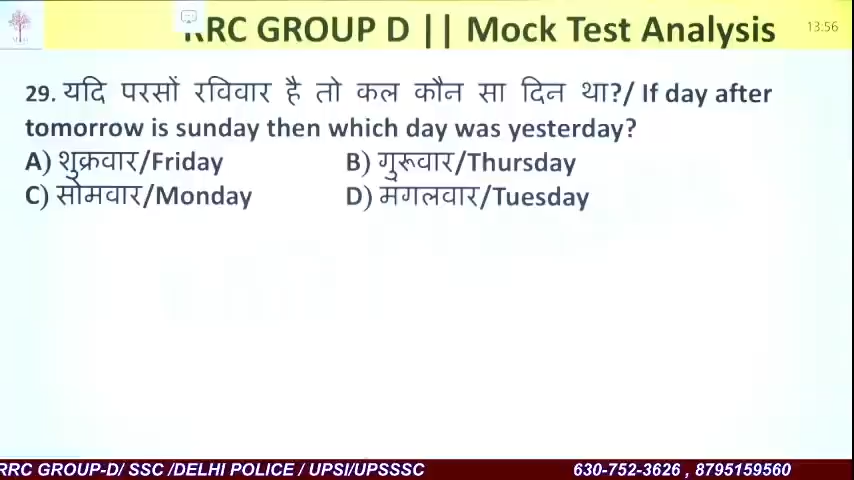 RRC GROUP D || Mock Test Analysis
13:56
29. यदि परसों रविवार है तो कल कौन सा दिन था?/ If day after
tomorrow is sunday then which day was yesterday?
A) शुक्रवार/Friday B) गुरूवार/Thursday
C) सोमवार/Monday D) मंगलवार/Tuesday
RRC GROUP-D/ SSC /DELHI POLICE / UPSI/UPSSSC 630-752-3626 , 8795159560